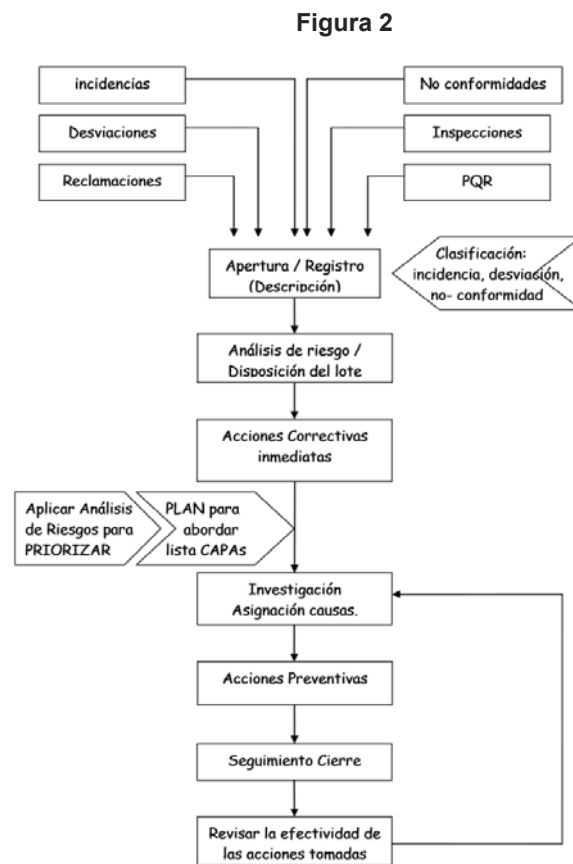 Figura 2
incidencias
No conformidades
Desviaciones
Inspecciones
Reclamaciones
PQR
Apertura / Registro
(Descripción)
Clasificación:
incidencia, desviación,
no- conformidad
Análisis de riesgo /
Disposición del lote
Acciones Correctivas
inmediatas
Aplicar Análisis
de Riesgos para
PRIORIZAR
PLAN para
abordar
lista CAPAs
Investigación
Asignación causas.
Acciones Preventivas
Seguimiento Cierre
Revisar la efectividad de
las acciones tomadas